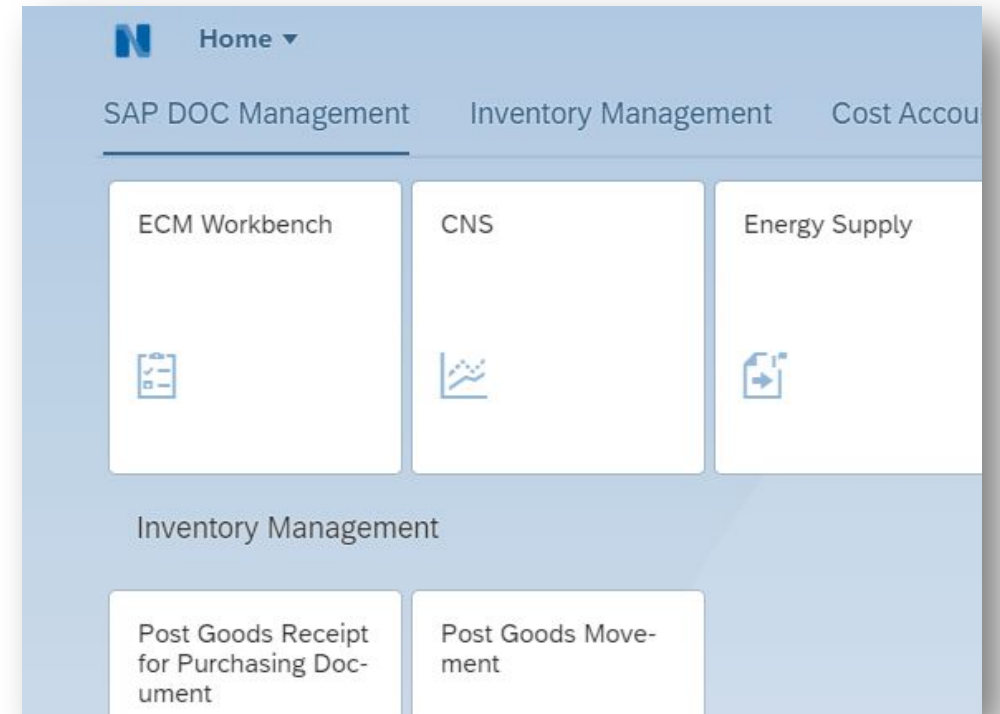 N Home
SAP DOC Management Inventory Management Cost Accou
ECM Workbench CNS Energy Supply
Inventory Management
Post Goods Receipt
for Purchasing Doc-
ument
Post Goods Move-
ment